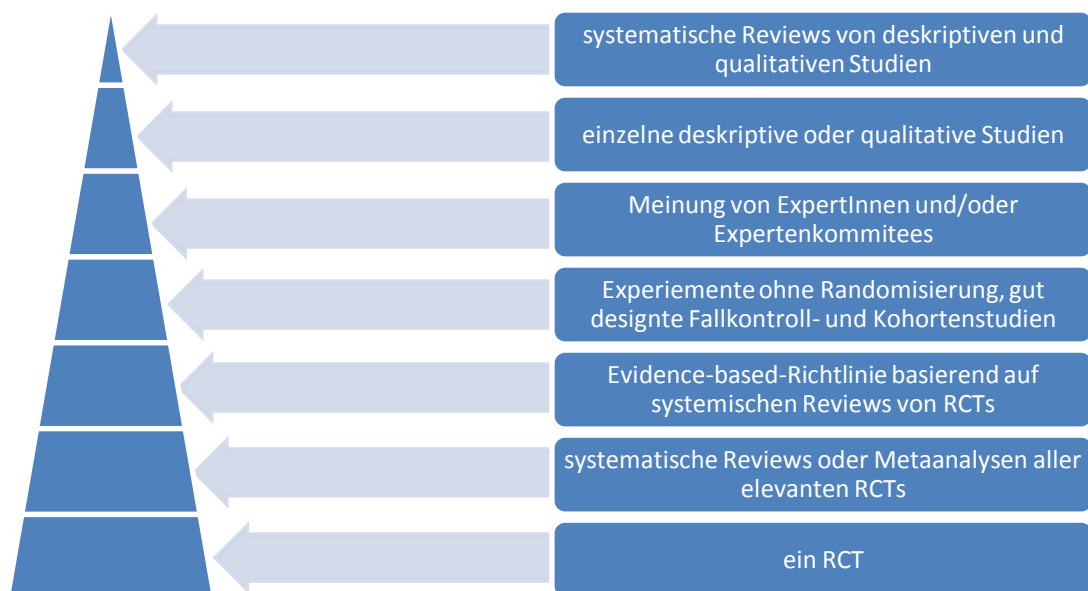 systematische Reviews von deskriptiven und
qualitativen Studien
einzelne deskriptive oder qualitative Studien
Meinung von ExpertInnen und/oder
Expertenkommitees
Experiemente ohne Randomisierung, gut
designte Fallkontroll- und Kohortenstudien
Evidence-based-Richtlinie basierend auf
systemischen Reviews von RCTs
systematische Reviews oder Metaanalysen aller
elevanten RCTs
ein RCT